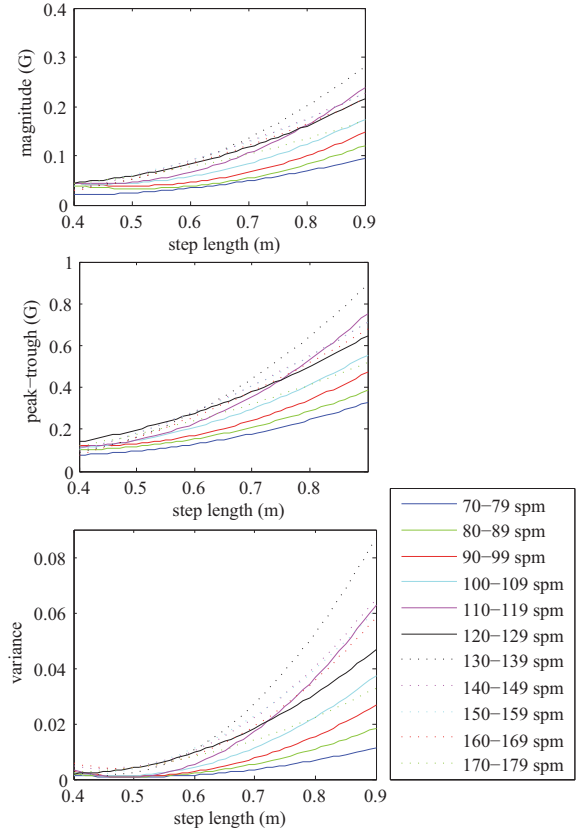 0.4
0.3
0.2
0.1
0
magnitude (G)
0.4 0.5 0.6 0.7 0.8 0.9
step length (m)
1
0.8
0.6
0.4
0.2
0
peak−trough (G)
0.4 0.5 0.6 0.7 0.8
step length (m)
0.08
0.06
0.04
0.02
0
variance
0.4 0.5 0.6 0.7 0.8 0.9
step length (m)
70−79 spm
80−89 spm
90−99 spm
100−109 spm
110−119 spm
120−129 spm
130−139 spm
140−149 spm
150−159 spm
160−169 spm
170−179 spm